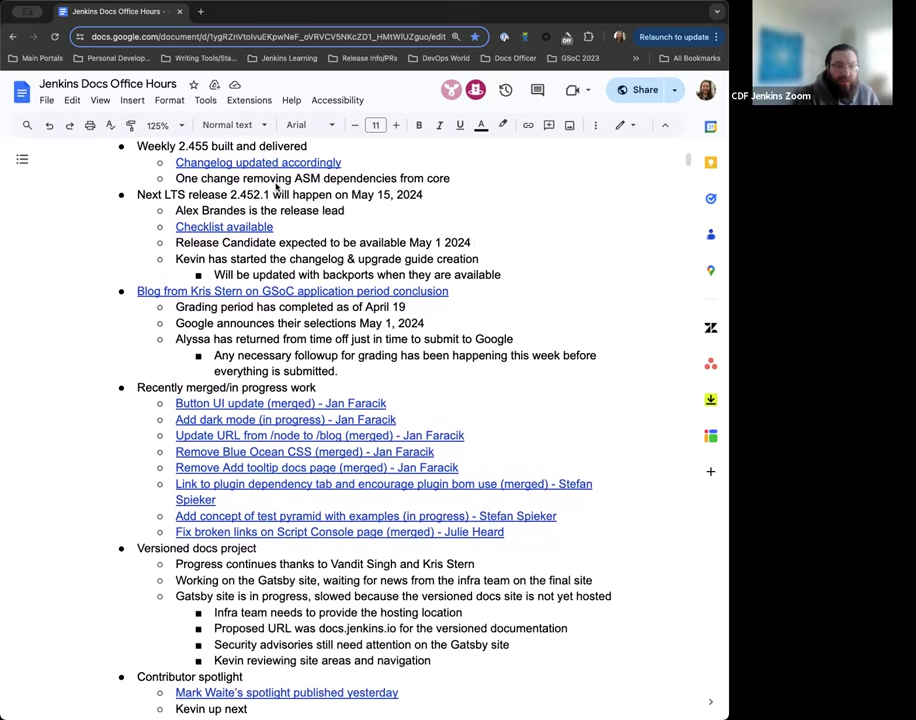 Jenkins Docs Office Hours
docs.google.com/document/d/1ygRZnVtoIvuEKpwNeF_oVRVCV5NKcZD1_HMtWlUZguo/edit
Relaunch to update
Main Portals
Personal Develop...
Writing Tools/Sta...
Jenkins Learning
Release Info/PRs
DevOps World
Docs Officer
GSoC 2023
»
All Bookmarks
Jenkins Docs Office Hours
File Edit View Insert Format Tools Extensions Help Accessibility
Share
CDF Jenkins Zoom
125% Normal text Arial 11 B I U A
Weekly 2.455 built and delivered
Changelog updated accordingly
One change removing ASM dependencies from core
Next LTS release 2.452.1 will happen on May 15, 2024
Alex Brandes is the release lead
Checklist available
Release Candidate expected to be available May 1 2024
Kevin has started the changelog & upgrade guide creation
Will be updated with backports when they are available
Blog from Kris Stern on GSoC application period conclusion
Grading period has completed as of April 19
Google announces their selections May 1, 2024
Alyssa has returned from time off just in time to submit to Google
Any necessary followup for grading has been happening this week before
everything is submitted.
Recently merged/in progress work
Button UI update (merged) - Jan Faracik
Add dark mode (in progress) - Jan Faracik
Update URL from /node to /blog (merged) - Jan Faracik
Remove Blue Ocean CSS (merged) - Jan Faracik
Remove Add tooltip docs page (merged) - Jan Faracik
Link to plugin dependency tab and encourage plugin bom use (merged) - Stefan
Spieker
Add concept of test pyramid with examples (in progress) - Stefan Spieker
Fix broken links on Script Console page (merged) - Julie Heard
Versioned docs project
Progress continues thanks to Vandit Singh and Kris Stern
Working on the Gatsby site, waiting for news from the infra team on the final site
Gatsby site is in progress, slowed because the versioned docs site is not yet hosted
Infra team needs to provide the hosting location
Proposed URL was docs.jenkins.io for the versioned documentation
Security advisories still need attention on the Gatsby site
Kevin reviewing site areas and navigation
Contributor spotlight
Mark Waite's spotlight published yesterday
Kevin up next